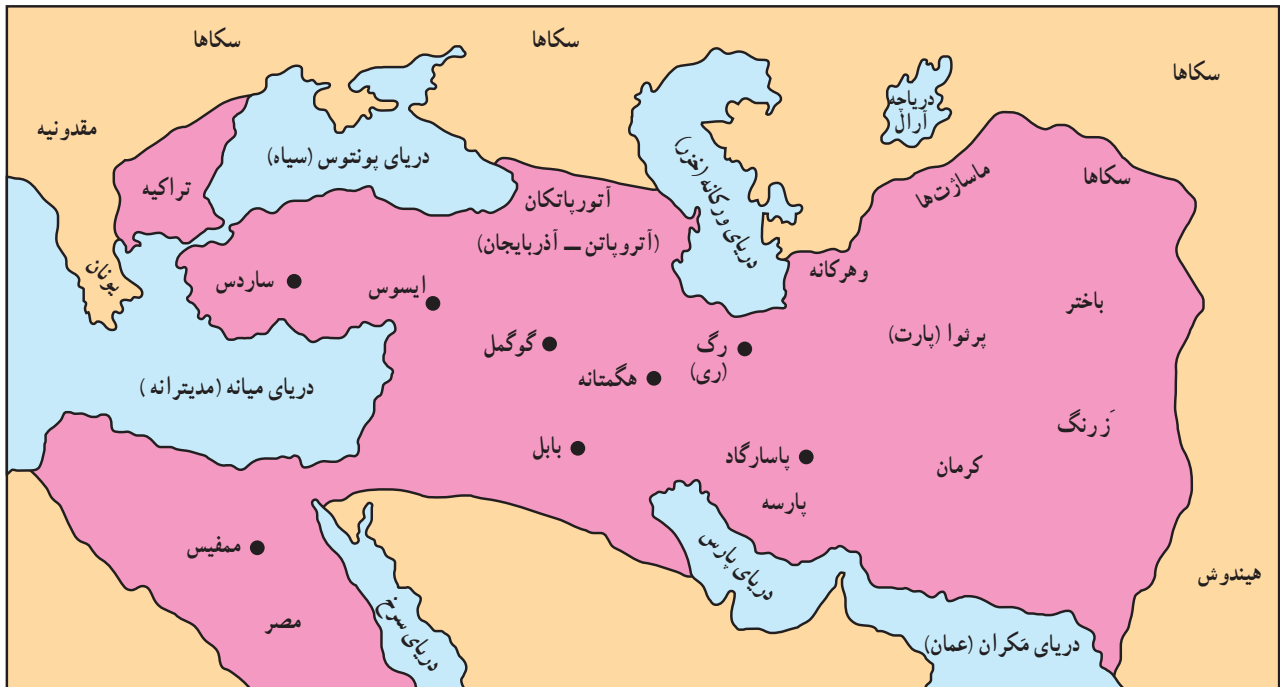 سکاها
سکاها
سکاها
دریاچه
آرال
مقدونیه
دریای پونتوس (سیاه)
تراکیه
سکاها
ماساژت‌ها
آتورپاتکان
(آتروپاتن ــ آذربایجان)
دریای ورکانه (خزر)
وهرکانه
یونان
ساردس
ایسوس
باختر
پرثوا (پارت)
گوگمل
رگ
(ری)
هگمتانه
دریای میانه (مدیترانه)
زَرنگ
بابل
پاسارگاد
کرمان
پارسه
ممفیس
دریای پارس
هیندوش
مصر
دریای سرخ
دریای مَکران (عمان)